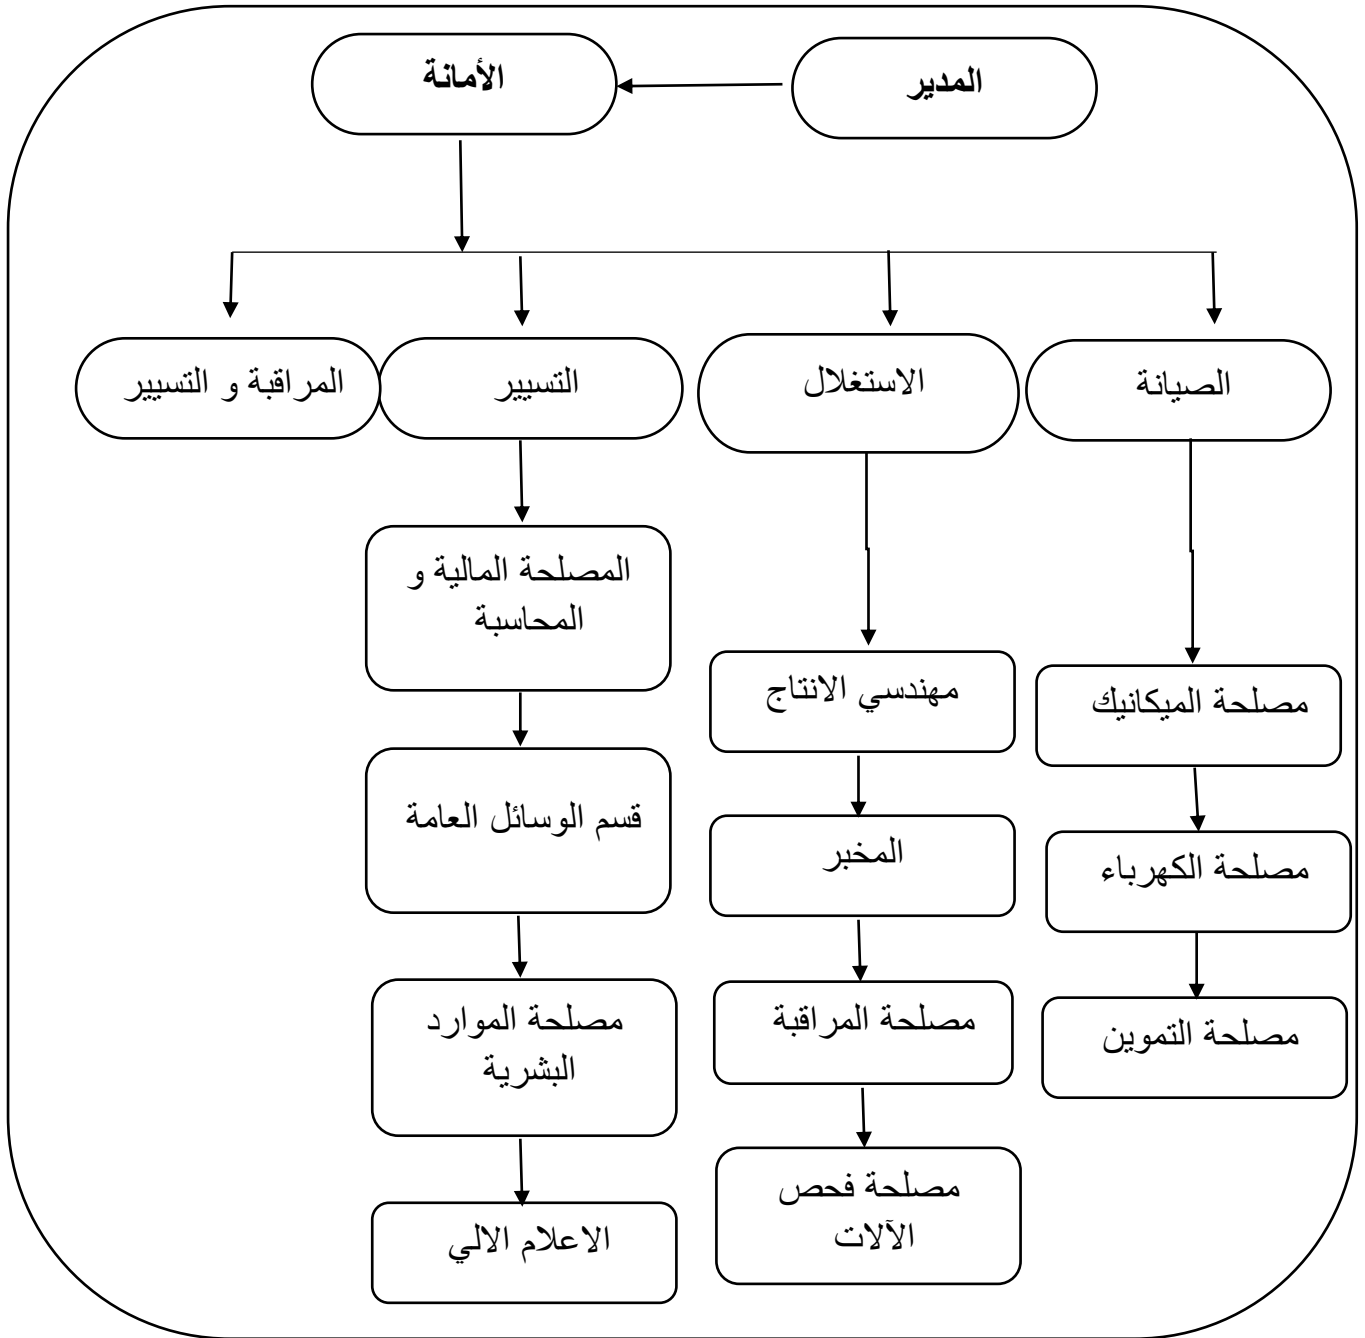 المدير
الأمانة
الصيانة
الاستغلال
التسيير
المراقبة و التسيير
مصلحة الميكانيك
مصلحة الكهرباء
مصلحة التموين
مهندسي الانتاج
المخبر
مصلحة المراقبة
مصلحة فحص
الآلات
المصلحة المالية و
المحاسبة
قسم الوسائل العامة
مصلحة الموارد
البشرية
الاعلام الالي